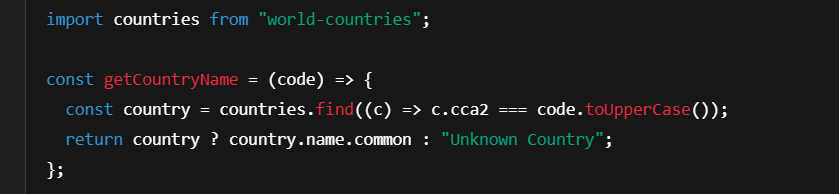 import countries from "world-countries";
const getCountryName = (code) => {
const country = countries.find((c) => c.cca2 === code.toUpperCase());
return country ? country.name.common : "Unknown Country";
};